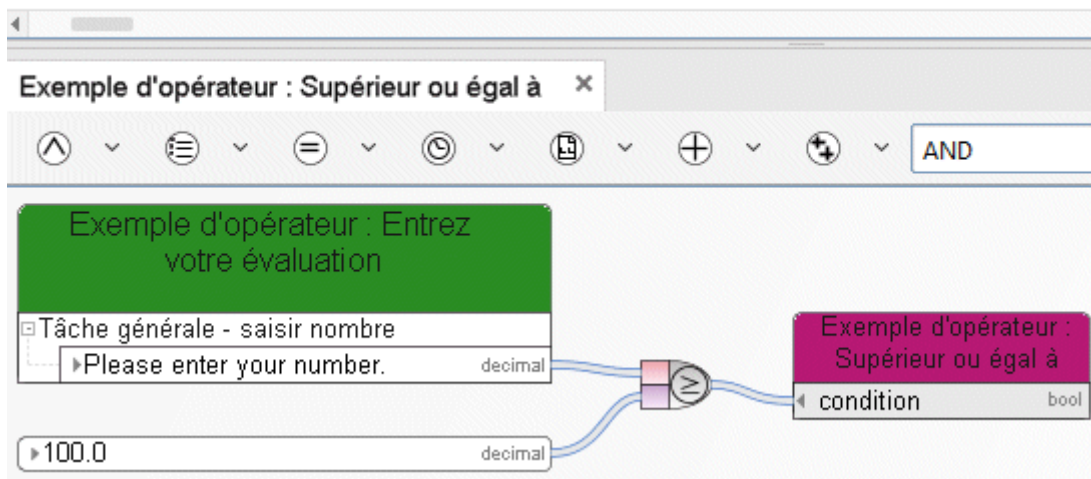 Exemple d'opérateur : Supérieur ou égal à ×
AND
Exemple d'opérateur : Entrez
votre évaluation
Tâche générale - saisir nombre
Please enter your number. decimal
Exemple d'opérateur :
Supérieur ou égal à
≥
condition bool
100.0 decimal